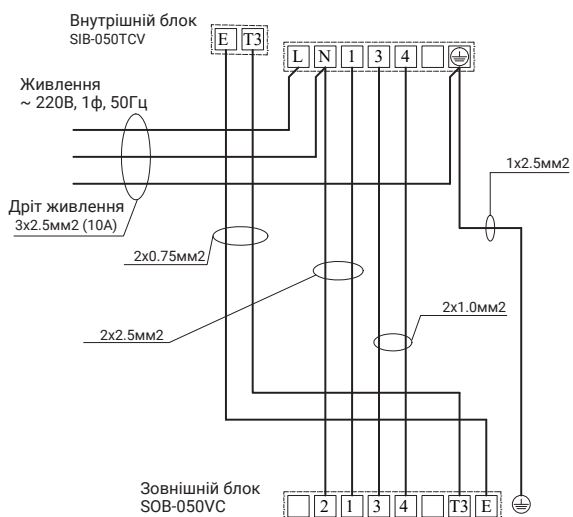 Внутрішній блок
SIB-050TCV
E T3
L N 1 3 4
Живлення
~ 220В, 1ф, 50Гц
1x2.5мм2
Дріт живлення
3x2.5мм2 (10А)
2x0.75мм2
2x1.0мм2
2x2.5мм2
Зовнішній блок
SOB-050VC
2 1 3 4 T3 E